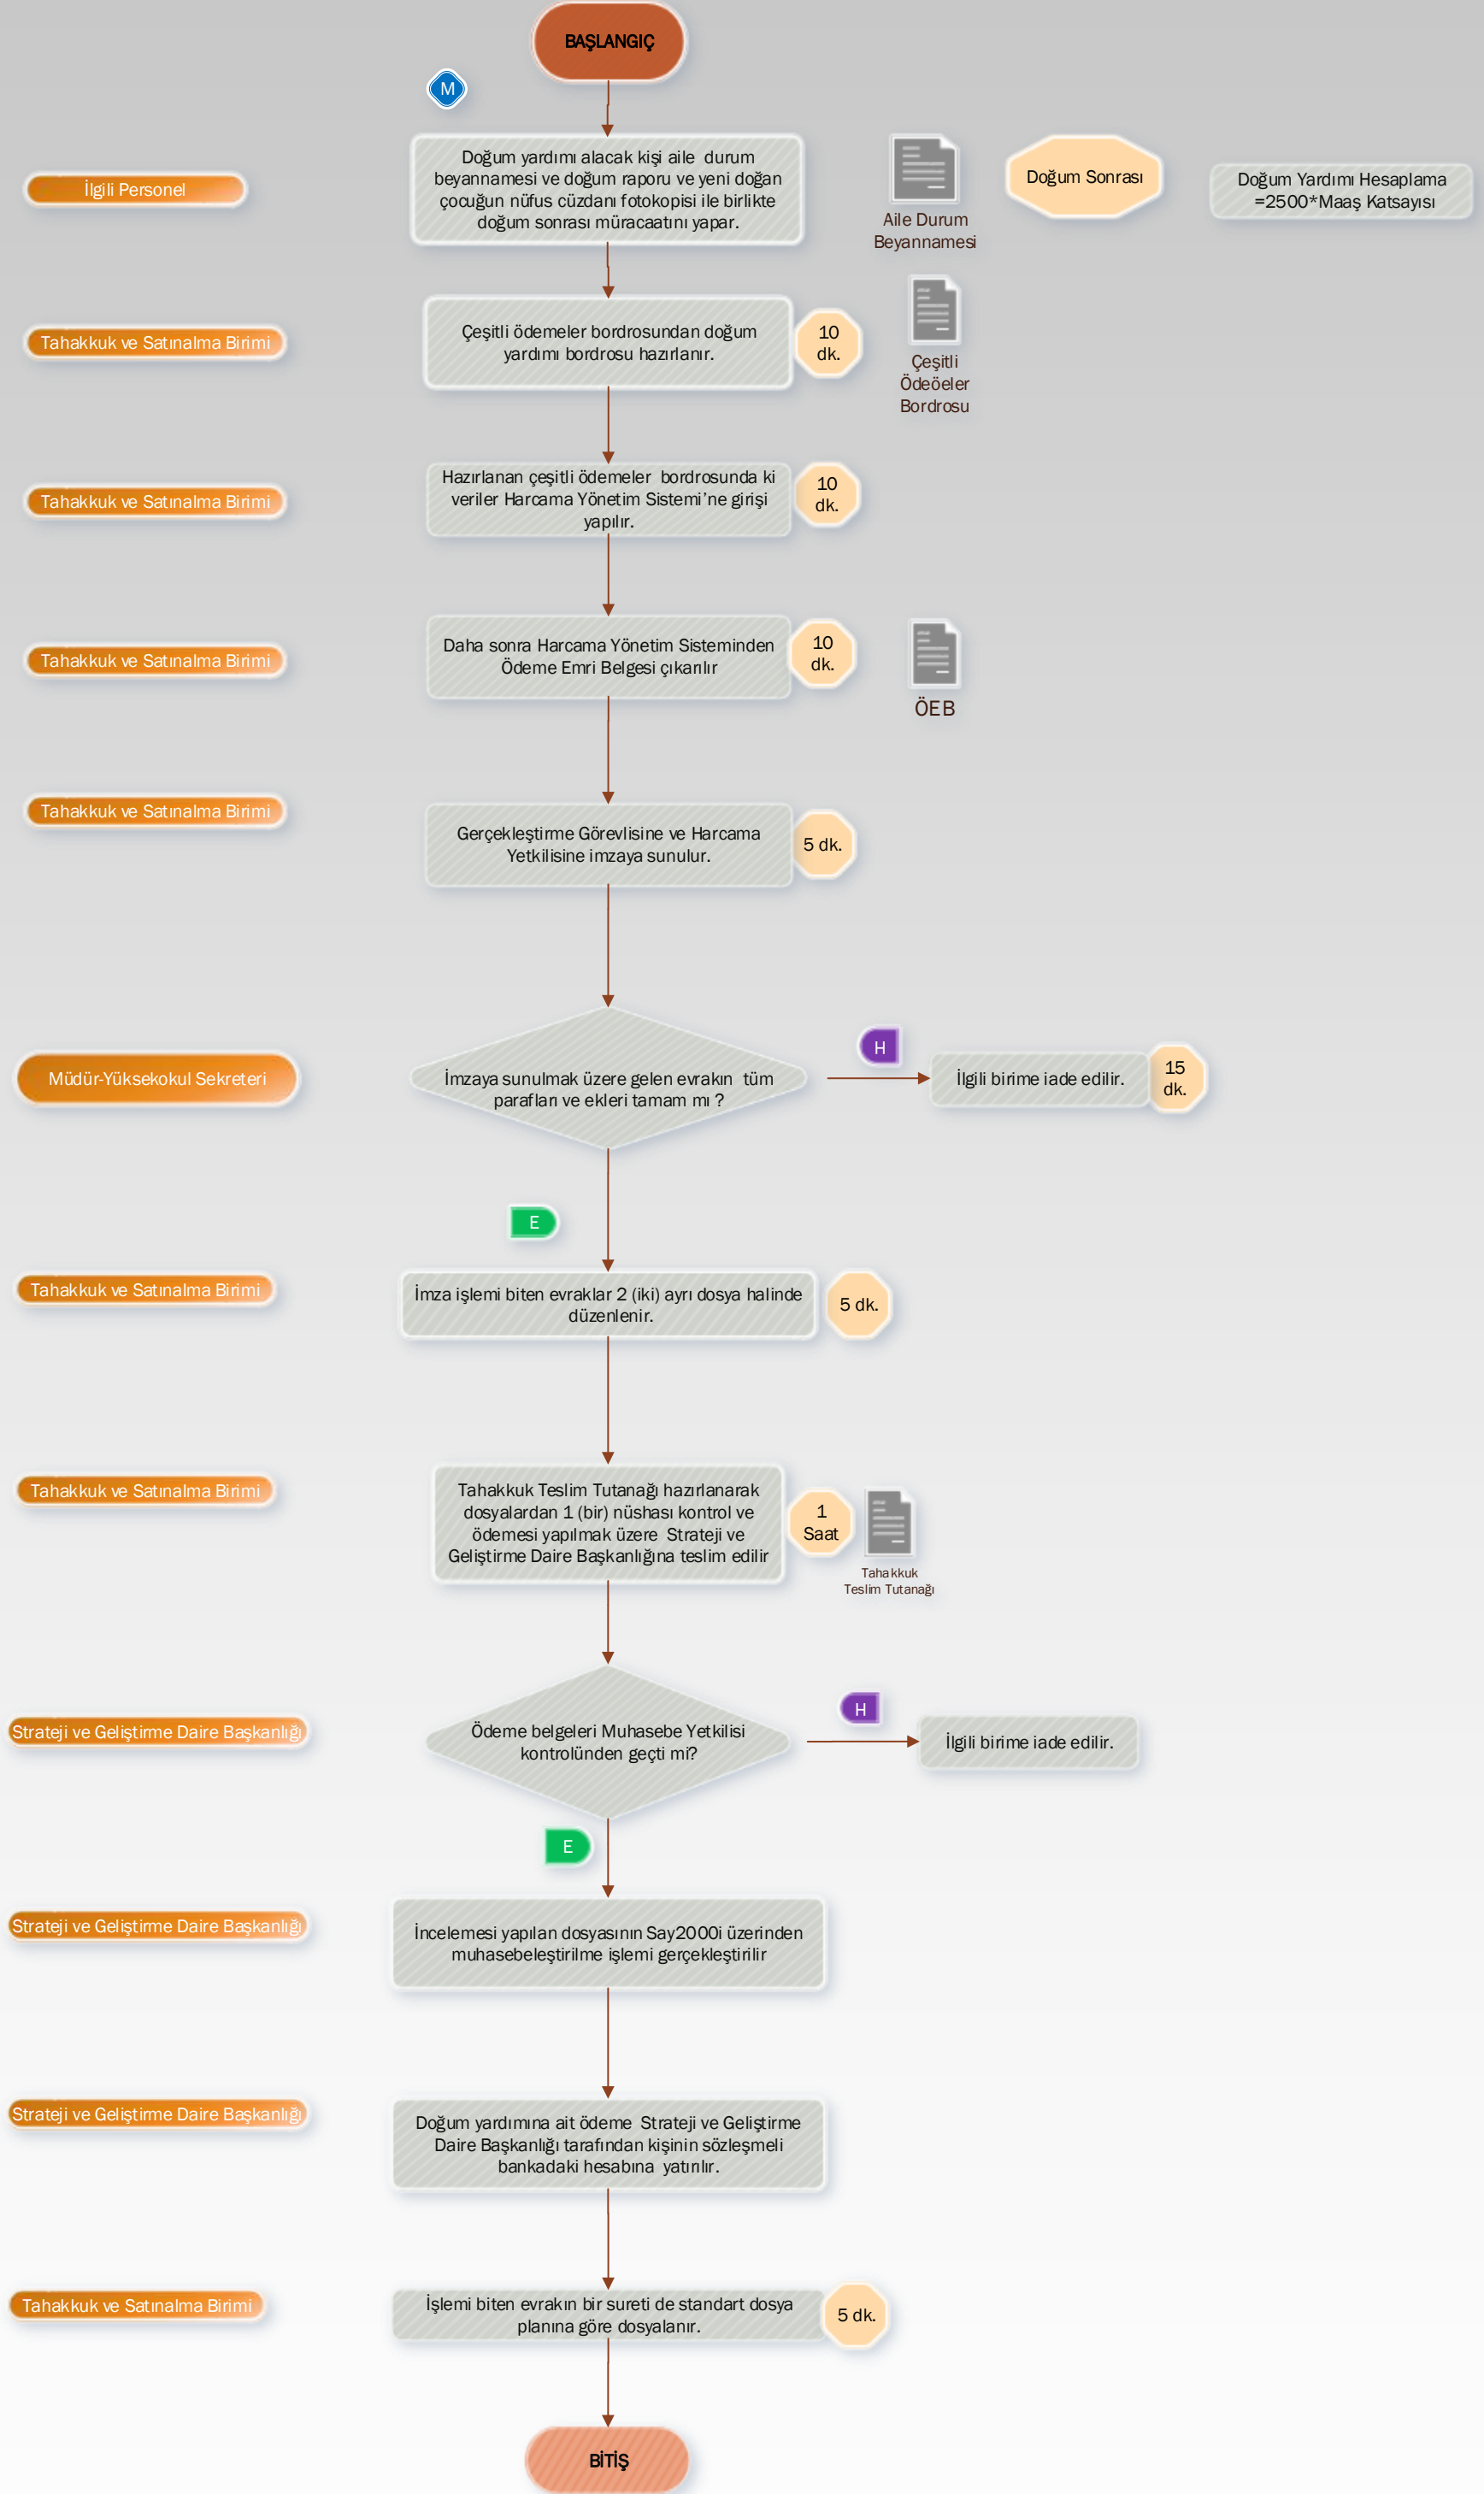 BAŞLANGIÇ
M
İlgili Personel
Doğum yardımı alacak kişi aile durum
beyannamesi ve doğum raporu ve yeni doğan
çocuğun nüfus cüzdanı fotokopisi ile birlikte
doğum sonrası müracaatını yapar.
Aile Durum
Beyannamesi
Doğum Sonrası
Doğum Yardımı Hesaplama
=2500*Maaş Katsayısı
Tahakkuk ve Satınalma Birimi
Çeşitli ödemeler bordrosundan doğum
yardımı bordrosu hazırlanır.
10
dk.
Çeşitli
Ödeöeler
Bordrosu
Tahakkuk ve Satınalma Birimi
Hazırlanan çeşitli ödemeler bordrosunda ki
veriler Harcama Yönetim Sistemi’ne girişi
yapılır.
10
dk.
Tahakkuk ve Satınalma Birimi
Daha sonra Harcama Yönetim Sisteminden
Ödeme Emri Belgesi çıkarılır
10
dk.
ÖEB
Tahakkuk ve Satınalma Birimi
Gerçekleştirme Görevlisine ve Harcama
Yetkilisine imzaya sunulur.
5 dk.
Müdür-Yüksekokul Sekreteri
İmzaya sunulmak üzere gelen evrakın tüm
parafları ve ekleri tamam mı ?
H
İlgili birime iade edilir.
15
dk.
E
Tahakkuk ve Satınalma Birimi
İmza işlemi biten evraklar 2 (iki) ayrı dosya halinde
düzenlenir.
5 dk.
Tahakkuk ve Satınalma Birimi
Tahakkuk Teslim Tutanağı hazırlanarak
dosyalardan 1 (bir) nüshası kontrol ve
ödemesi yapılmak üzere Strateji ve
Geliştirme Daire Başkanlığına teslim edilir
1
Saat
Tahakkuk
Teslim Tutanağı
Strateji ve Geliştirme Daire Başkanlığı
Ödeme belgeleri Muhasebe Yetkilisi
kontrolünden geçti mi?
H
İlgili birime iade edilir.
E
Strateji ve Geliştirme Daire Başkanlığı
İncelemesi yapılan dosyasının Say2000i üzerinden
muhasebeleştirilme işlemi gerçekleştirilir
Strateji ve Geliştirme Daire Başkanlığı
Doğum yardımına ait ödeme Strateji ve Geliştirme
Daire Başkanlığı tarafından kişinin sözleşmeli
bankadaki hesabına yatırılır.
Tahakkuk ve Satınalma Birimi
İşlemi biten evrakın bir sureti de standart dosya
planına göre dosyalanır.
5 dk.
BİTİŞ